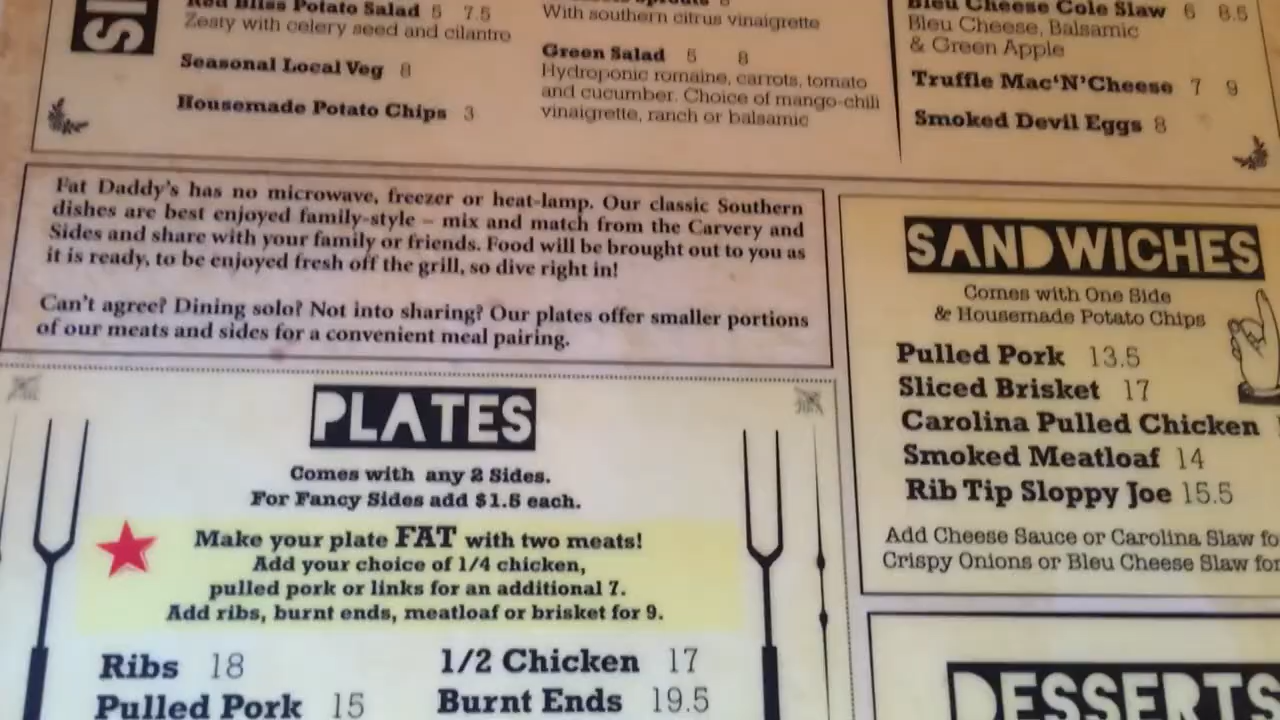 Red Bliss Potato Salad 5 7.5
Zesty with celery seed and cilantro
Seasonal Local Veg 8
Housemade Potato Chips 3
With southern citrus vinaigrette
Green Salad 5 8
Hydroponic romaine, carrots, tomato
and cucumber. Choice of mango-chili
vinaigrette, ranch or balsamic
Bleu Cheese Cole Slaw 6 8.5
Bleu Cheese, Balsamic
& Green Apple
Truffle Mac'N'Cheese 7 9
Smoked Devil Eggs 8
Fat Daddy's has no microwave, freezer or heat-lamp. Our classic Southern
dishes are best enjoyed family-style – mix and match from the Carvery and
Sides and share with your family or friends. Food will be brought out to you as
it is ready, to be enjoyed fresh off the grill, so dive right in!
Can't agree? Dining solo? Not into sharing? Our plates offer smaller portions
of our meats and sides for a convenient meal pairing.
PLATES
Comes with any 2 Sides.
For Fancy Sides add $1.5 each.
Make your plate FAT with two meats!
Add your choice of 1/4 chicken,
pulled pork or links for an additional 7.
Add ribs, burnt ends, meatloaf or brisket for 9.
Ribs 18
Pulled Pork 15
1/2 Chicken 17
Burnt Ends 19.5
SANDWICHES
Comes with One Side
& Housemade Potato Chips
Pulled Pork 13.5
Sliced Brisket 17
Carolina Pulled Chicken
Smoked Meatloaf 14
Rib Tip Sloppy Joe 15.5
Add Cheese Sauce or Carolina Slaw fo
Crispy Onions or Bleu Cheese Slaw for
DESSERTS